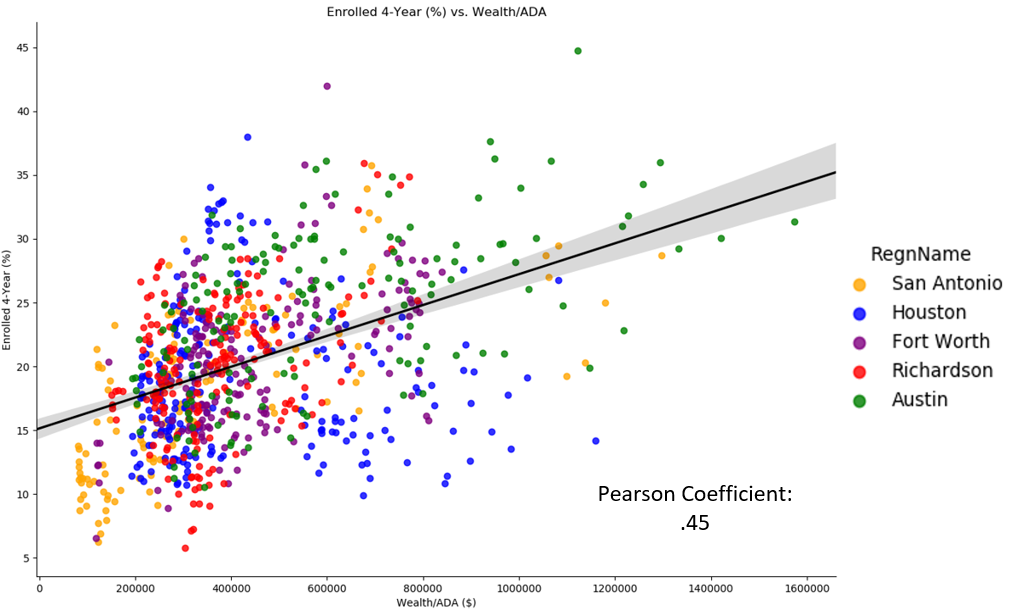 Enrolled 4-Year (%) vs. Wealth/ADA
45
40
35
30
25
20
15
10
5
Enrolled 4-Year (%)
0
200000
400000
600000
800000
1000000
1200000
1400000
1600000
Wealth/ADA ($)
Pearson Coefficient:
.45
RegnName
San Antonio
Houston
Fort Worth
Richardson
Austin